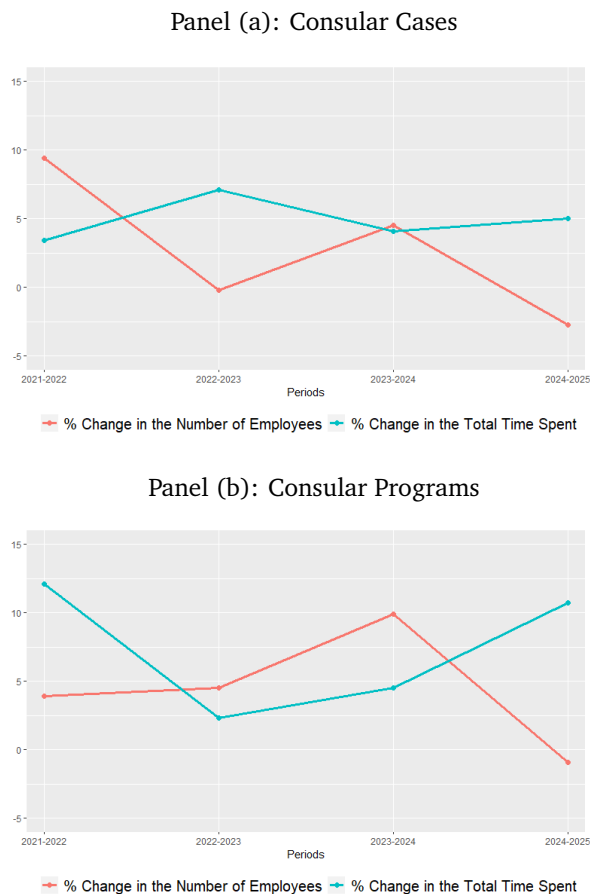 Panel (a): Consular Cases
15
10
5
0
-5
2021-2022 2022-2023 2023-2024 2024-2025
Periods
% Change in the Number of Employees % Change in the Total Time Spent
Panel (b): Consular Programs
15
10
5
0
-5
2021-2022 2022-2023 2023-2024 2024-2025
Periods
% Change in the Number of Employees % Change in the Total Time Spent